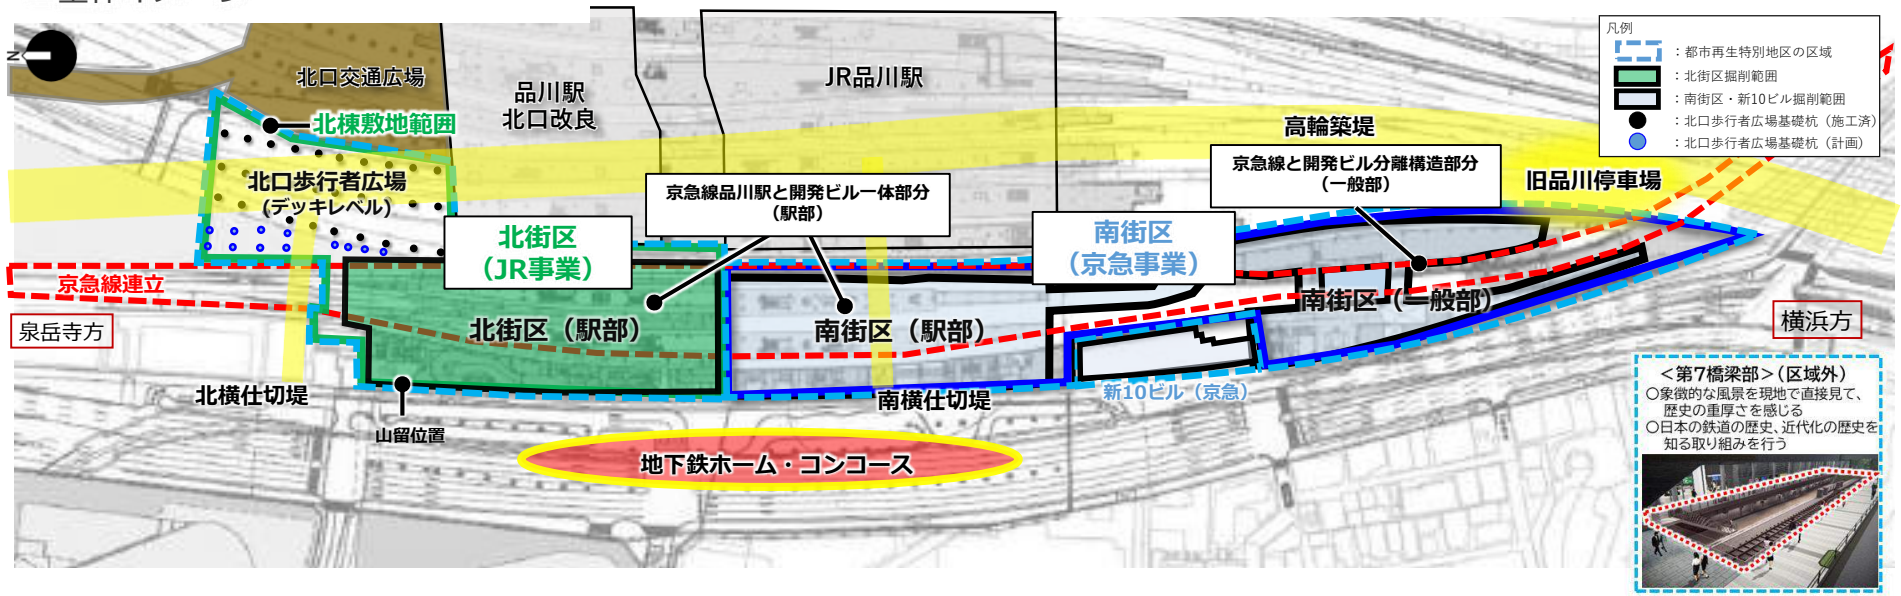 N
北口交通広場
品川駅
北口改良
JR品川駅
北棟敷地範囲
高輪築堤
凡例
：都市再生特別地区の区域
：北街区掘削範囲
：南街区・新10ビル掘削範囲
：北口歩行者広場基礎杭（施工済）
：北口歩行者広場基礎杭（計画）
北口歩行者広場
(デッキレベル)
京急線品川駅と開発ビル一体部分
（駅部）
京急線と開発ビル分離構造部分
（一般部）
旧品川停車場
北街区
（JR事業）
南街区
（京急事業）
京急線連立
泉岳寺方
北街区（駅部）
南街区（駅部）
南街区（一般部）
横浜方
北横仕切堤
山留位置
南横仕切堤
新10ビル（京急）
地下鉄ホーム・コンコース
＜第7橋梁部＞（区域外）
○象徴的な風景を現地で直接見て、
歴史の重厚さを感じる
○日本の鉄道の歴史、近代化の歴史を
知る取り組みを行う